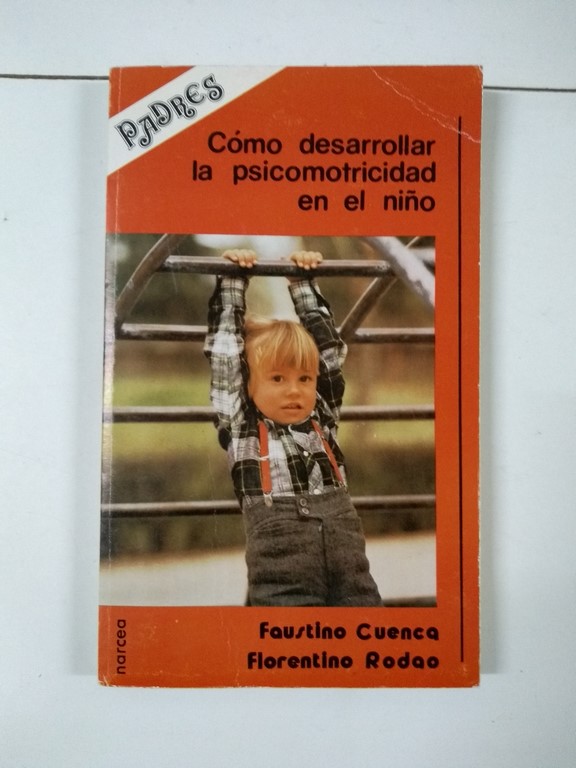 PADRES
Cómo desarrollar
la psicomotricidad
en el niño
Faustino Cuenca
Florentino Rodao
narcea